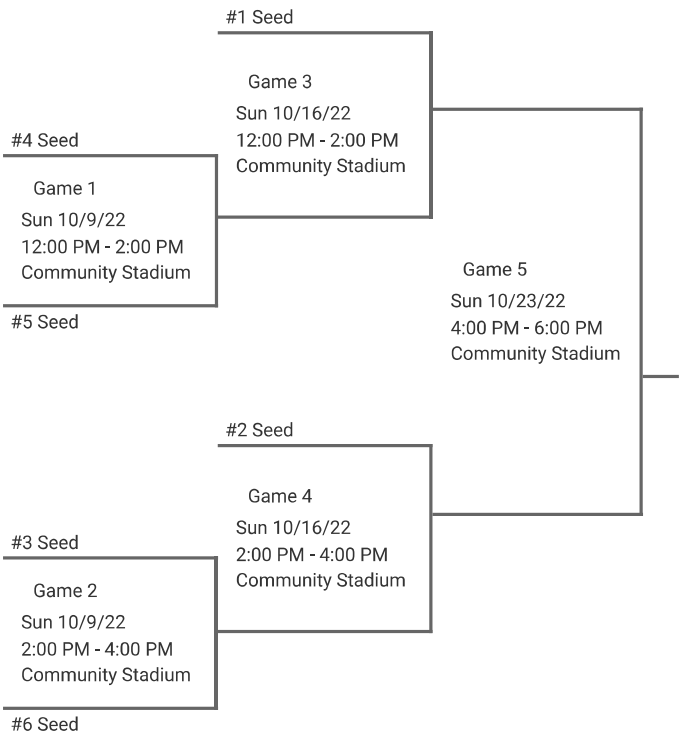 #1 Seed
Game 3
Sun 10/16/22
12:00 PM - 2:00 PM
Community Stadium
#4 Seed
Game 1
Sun 10/9/22
12:00 PM - 2:00 PM
Community Stadium
#5 Seed
Game 5
Sun 10/23/22
4:00 PM - 6:00 PM
Community Stadium
#2 Seed
Game 4
Sun 10/16/22
2:00 PM - 4:00 PM
Community Stadium
#3 Seed
Game 2
Sun 10/9/22
2:00 PM - 4:00 PM
Community Stadium
#6 Seed